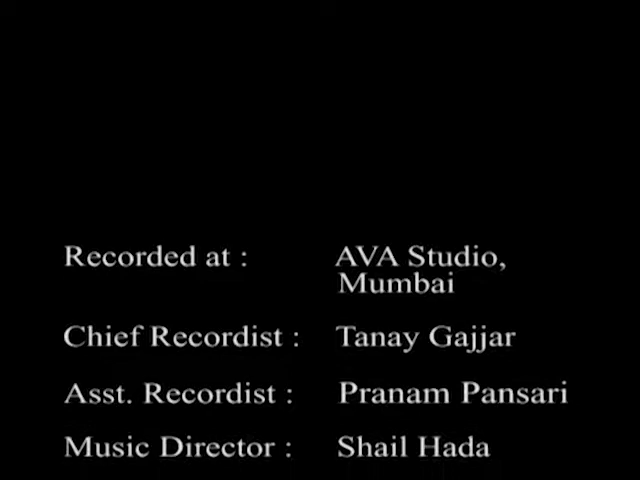 Recorded at : AVA Studio,
Mumbai
Chief Recordist : Tanay Gajjar
Asst. Recordist : Pranam Pansari
Music Director : Shail Hada